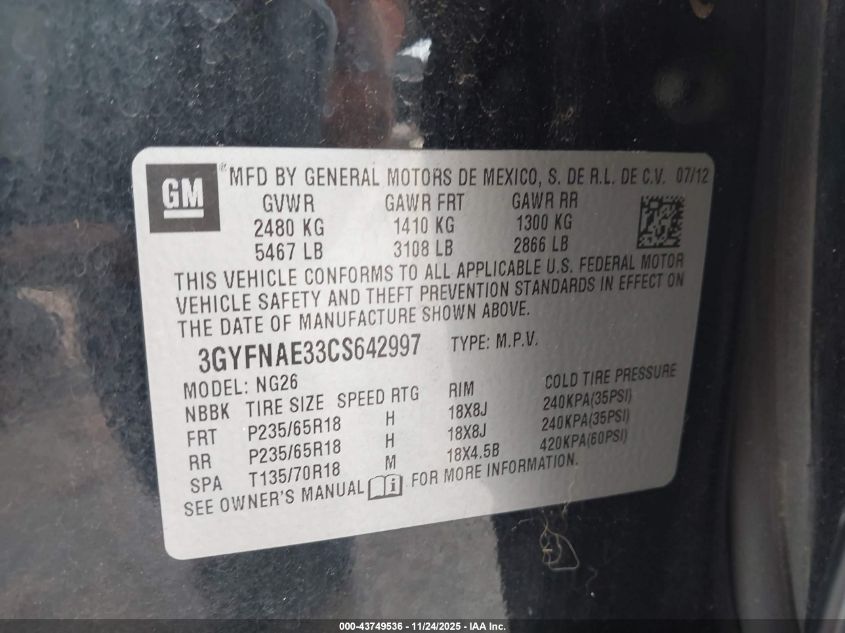 GM ® MFD BY GENERAL MOTORS DE MEXICO, S. DE R.L. DE C.V. 07/12
GVWR GAWR FRT GAWR RR
2480 KG 1410 KG 1300 KG
5467 LB 3108 LB 2866 LB
THIS VEHICLE CONFORMS TO ALL APPLICABLE U.S. FEDERAL MOTOR
VEHICLE SAFETY AND THEFT PREVENTION STANDARDS IN EFFECT ON
THE DATE OF MANUFACTURE SHOWN ABOVE.
3GYFNAE33CS642997 TYPE: M.P.V.
MODEL: NG26
NBBK TIRE SIZE SPEED RTG RIM COLD TIRE PRESSURE
FRT P235/65R18 H 18X8J 240KPA(35PSI)
RR P235/65R18 H 18X8J 240KPA(35PSI)
SPA T135/70R18 M 18X4.5B 420KPA(60PSI)
SEE OWNER'S MANUAL i FOR MORE INFORMATION.
000-43749536 - 11/24/2025 - IAA Inc.